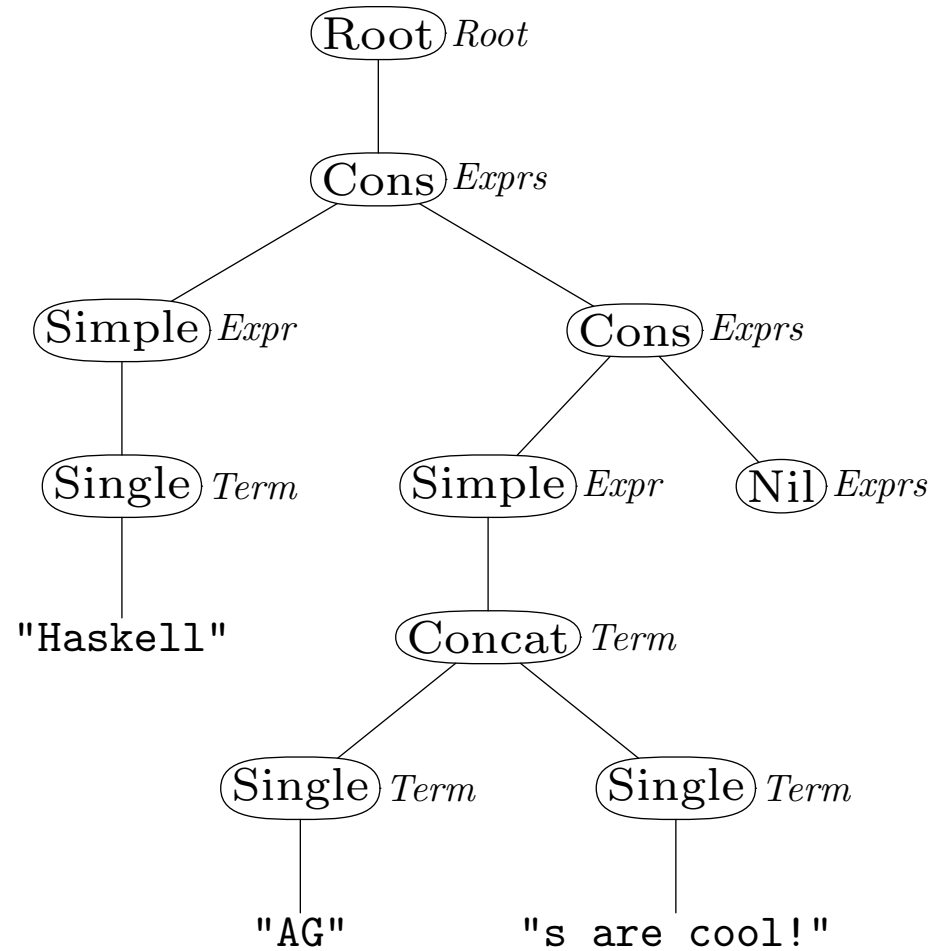 Root Root
Cons Exprs
Simple Expr Cons Exprs
Single Term Simple Expr Nil Exprs
"Haskell" Concat Term
Single Term Single Term
"AG" "s are cool!"